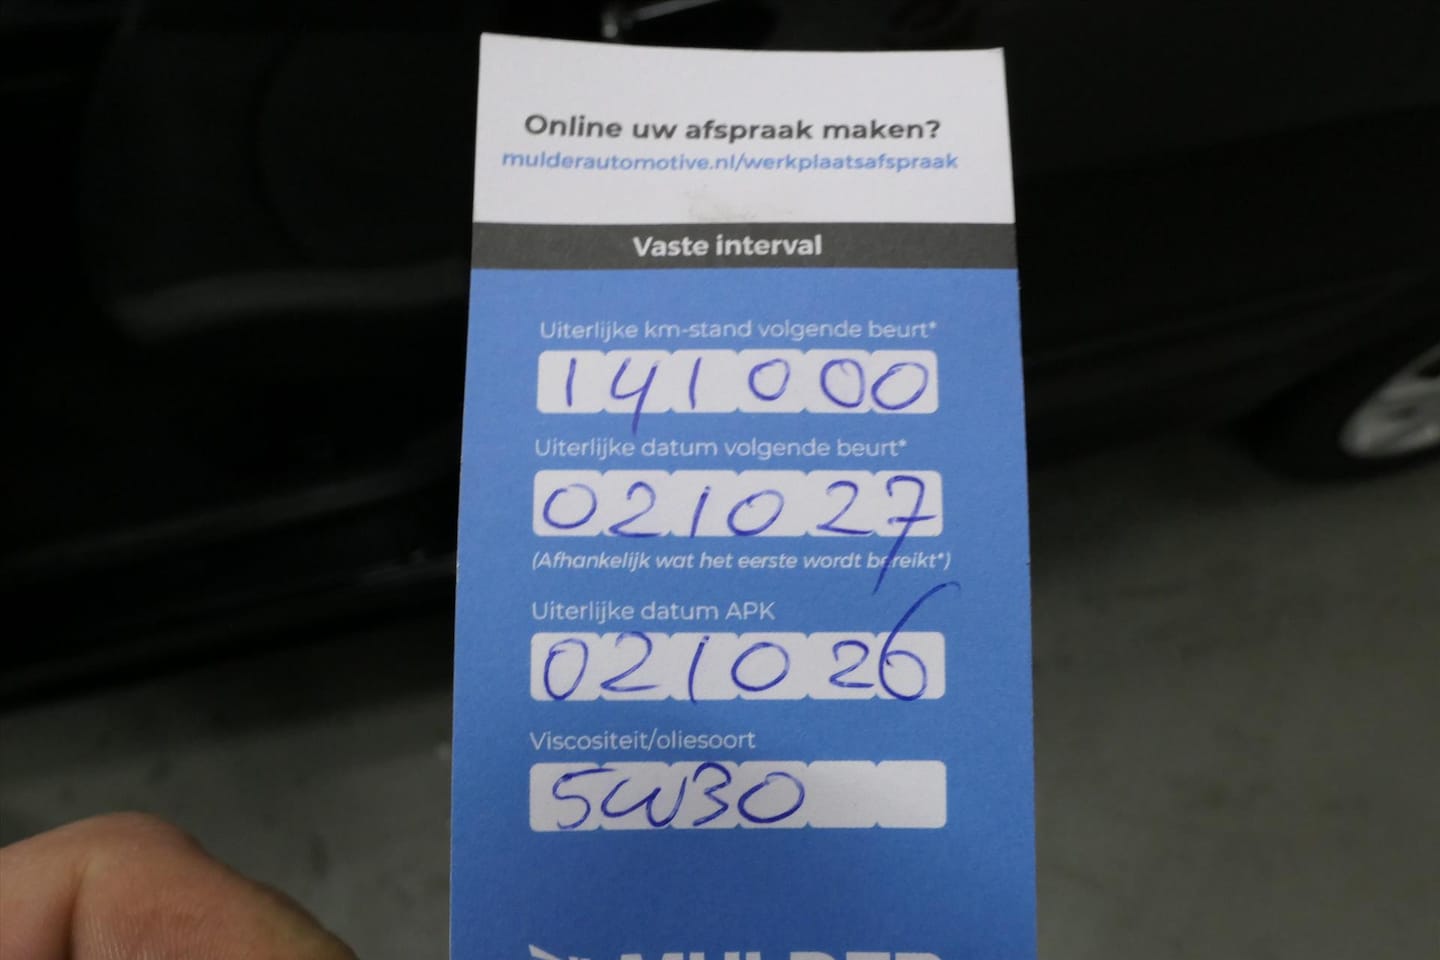 Online uw afspraak maken?
mulderautomotive.nl/werkplaatsafspraak
Vaste interval
Uiterlijke km-stand volgende beurt*
141000
Uiterlijke datum volgende beurt*
021027
(Afhankelijk wat het eerste wordt bereikt*)
Uiterlijke datum APK
021026
Viscositeit/oliesoort
5W30
MULDER